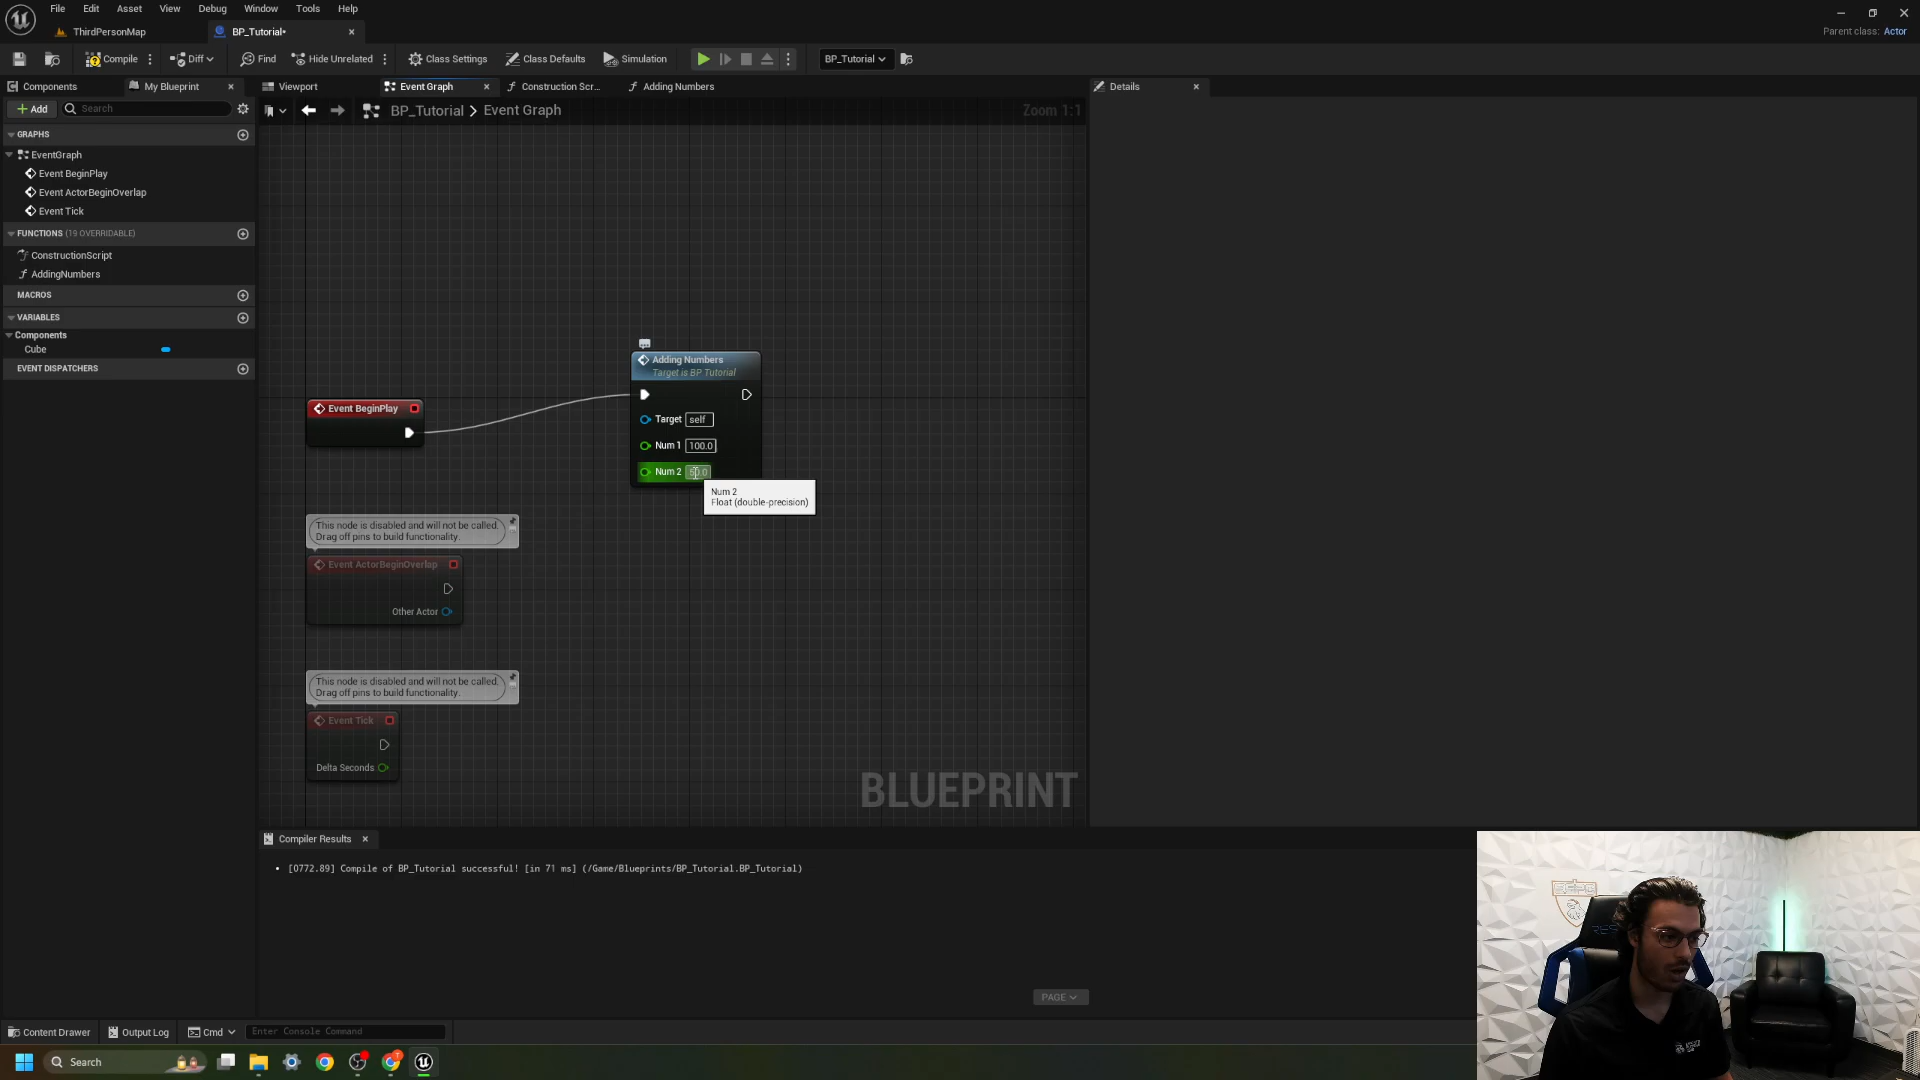 File Edit Asset View Debug Window Tools Help
ThirdPersonMap
BP_Tutorial•
Parent class: Actor
Compile Diff Find Hide Unrelated Class Settings Class Defaults Simulation BP_Tutorial
Components My Blueprint Viewport Event Graph Construction Scr... Adding Numbers Details
Add Search
BP_Tutorial > Event Graph
Zoom 1:1
GRAPHS
EventGraph
Event BeginPlay
Event ActorBeginOverlap
Event Tick
FUNCTIONS (19 OVERRIDABLE)
ConstructionScript
AddingNumbers
MACROS
VARIABLES
Components
Cube
EVENT DISPATCHERS
Adding Numbers
Target is BP Tutorial
Target self
Num 1 100.0
Num 2
Num 2
Float (double-precision)
Event BeginPlay
This node is disabled and will not be called.
Drag off pins to build functionality.
Event ActorBeginOverlap
Other Actor
This node is disabled and will not be called.
Drag off pins to build functionality.
Event Tick
Delta Seconds
BLUEPRINT
Compiler Results
[0772.89] Compile of BP_Tutorial successful! [in 71 ms] (/Game/Blueprints/BP_Tutorial.BP_Tutorial)
PAGE
Content Drawer Output Log Cmd Enter Console Command
Search